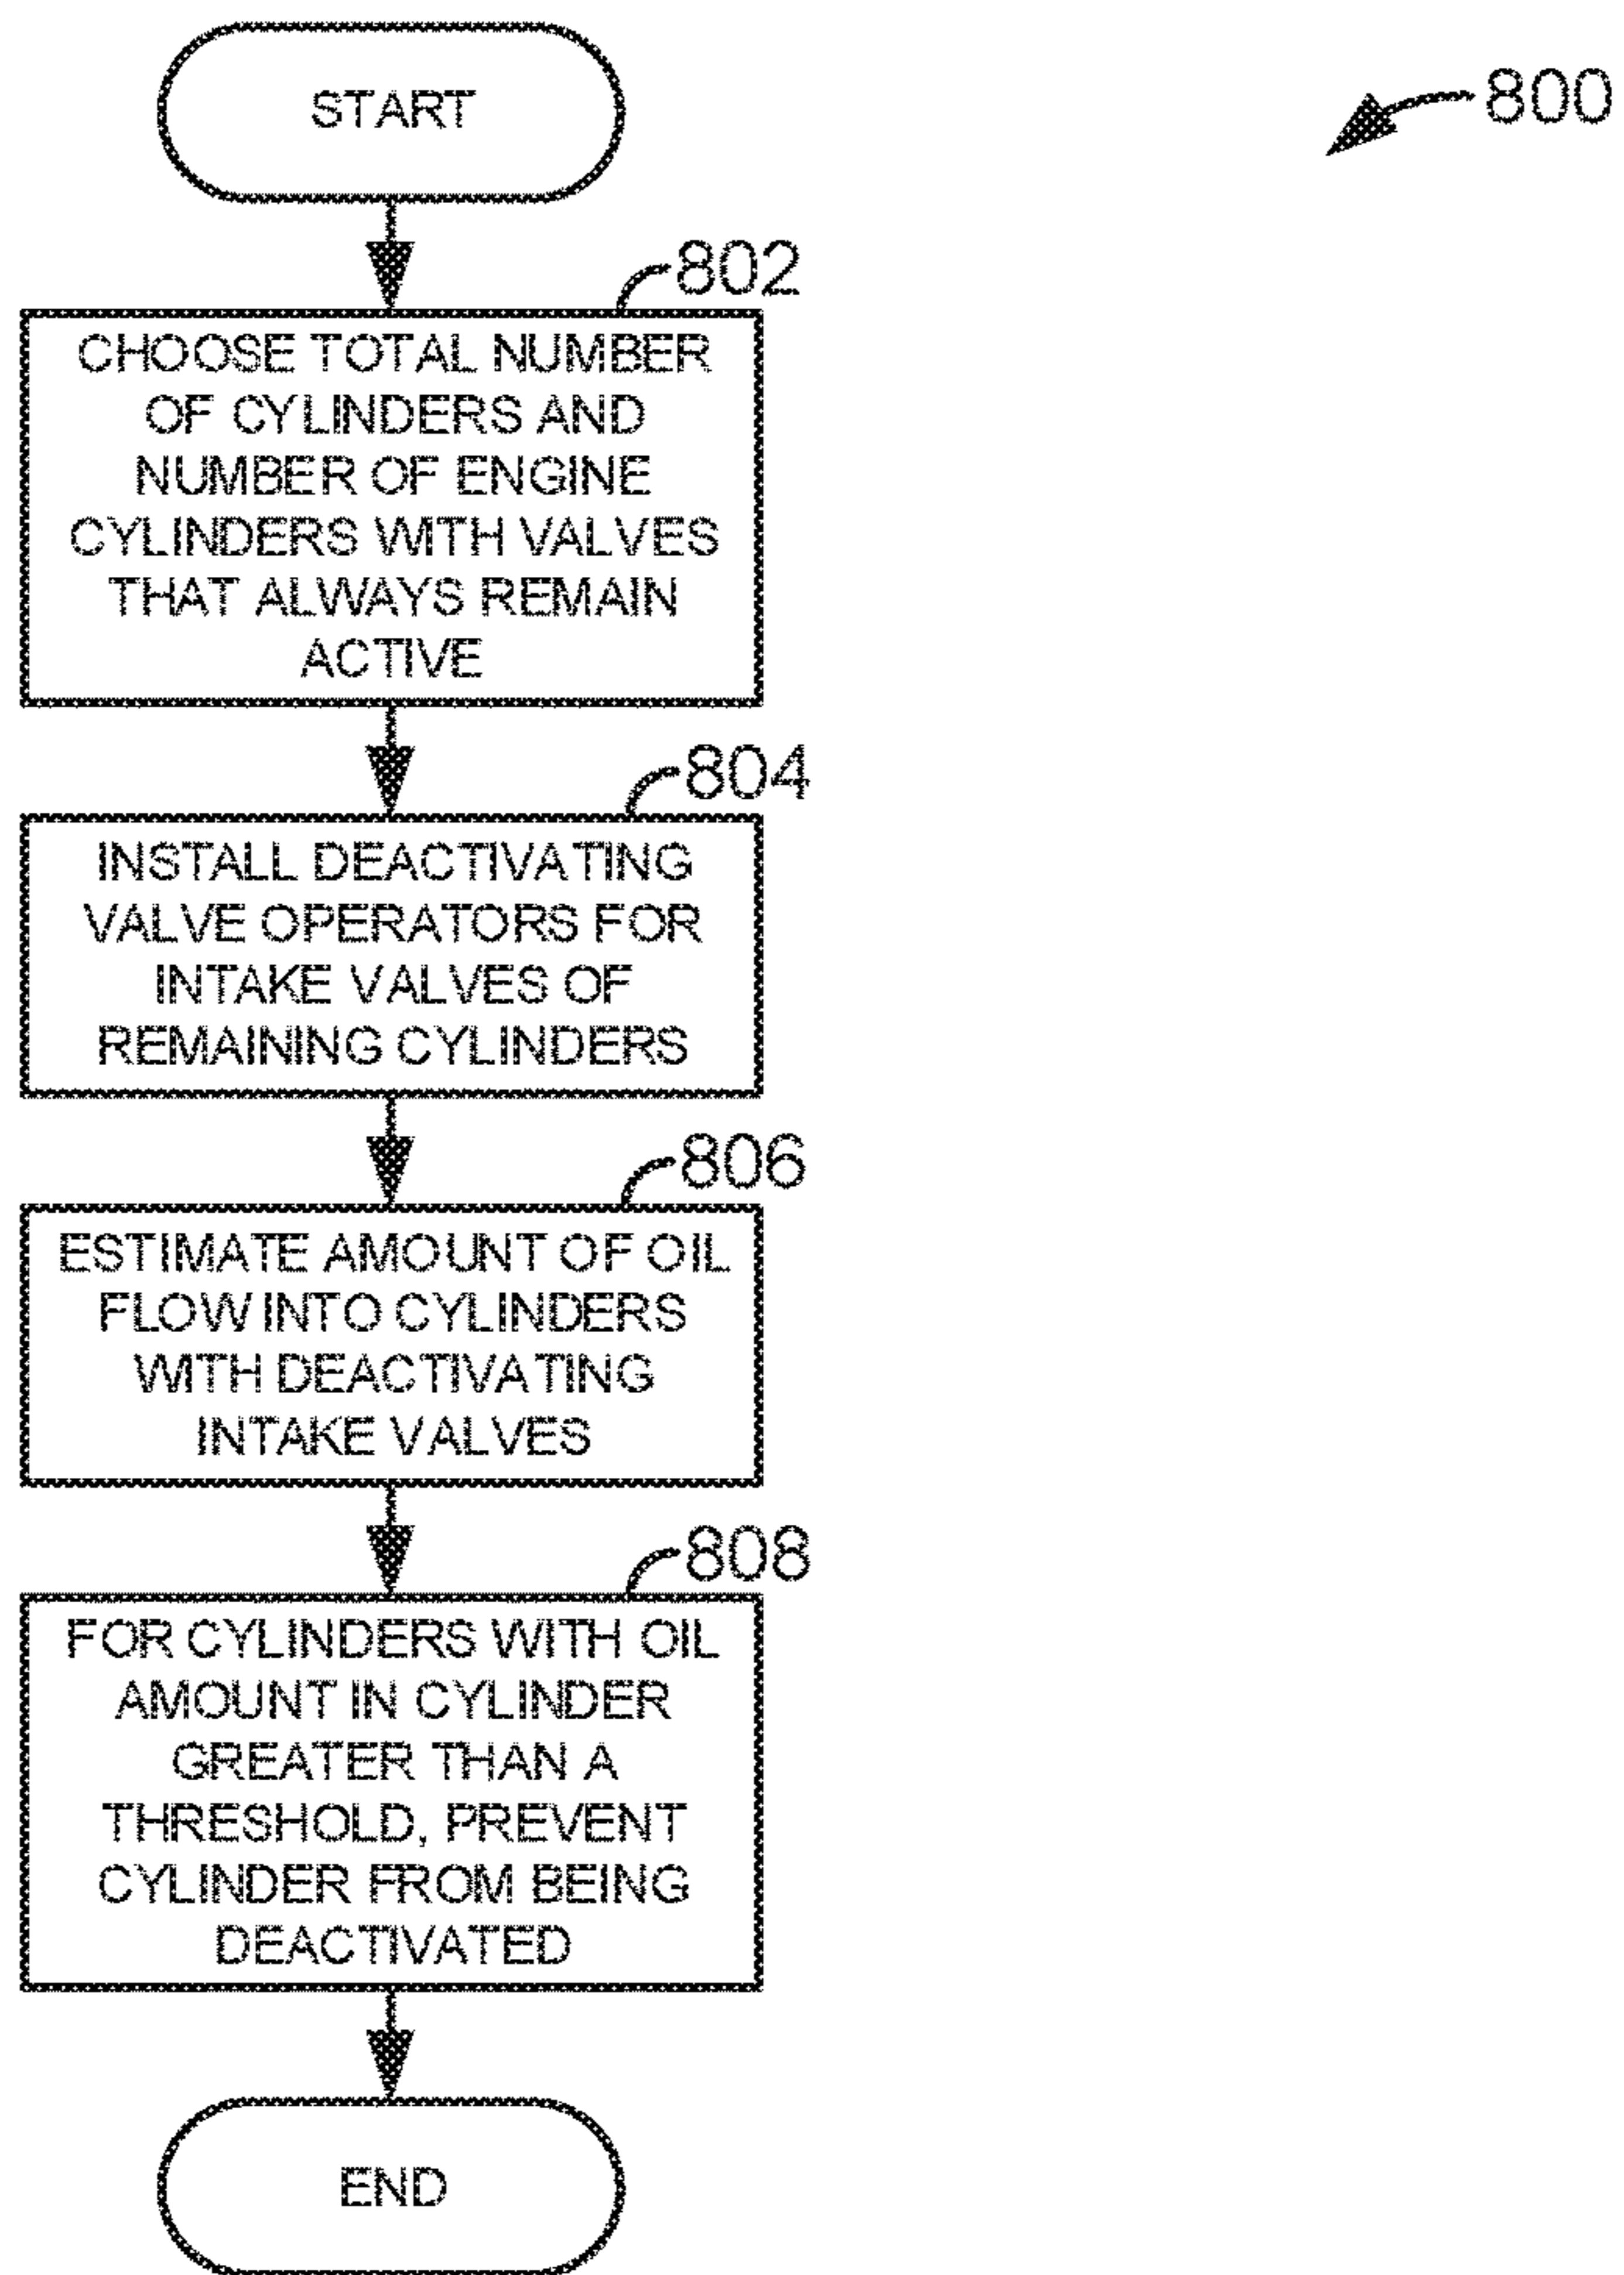 START
800
802
CHOOSE TOTAL NUMBER
OF CYLINDERS AND
NUMBER OF ENGINE
CYLINDERS WITH VALVES
THAT ALWAYS REMAIN
ACTIVE
804
INSTALL DEACTIVATING
VALVE OPERATORS FOR
INTAKE VALVES OF
REMAINING CYLINDERS
806
ESTIMATE AMOUNT OF OIL
FLOW INTO CYLINDERS
WITH DEACTIVATING
INTAKE VALVES
808
FOR CYLINDERS WITH OIL
AMOUNT IN CYLINDER
GREATER THAN A
THRESHOLD, PREVENT
CYLINDER FROM BEING
DEACTIVATED
END